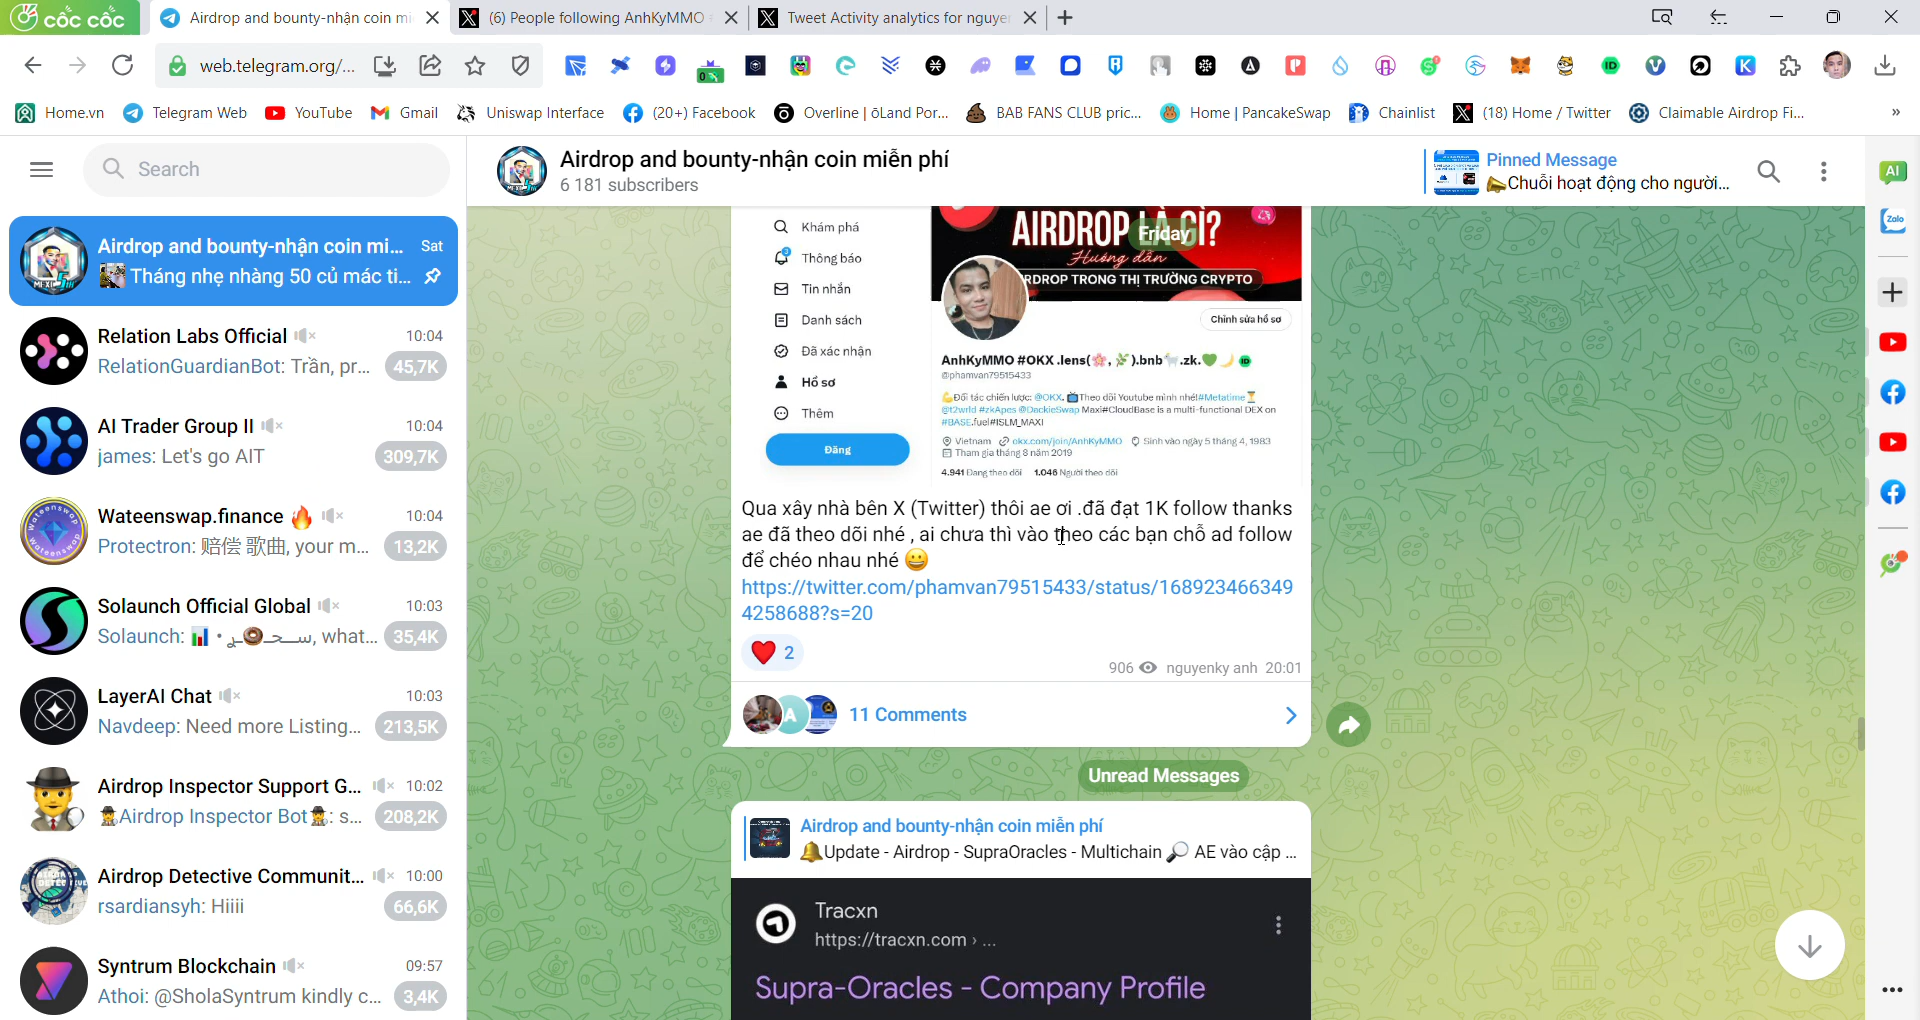 cốc cốc
Airdrop and bounty-nhận coin mi
(6) People following AnhKyMMO
Tweet Activity analytics for nguye
web.telegram.org/...
Home.vn
Telegram Web
YouTube
Gmail
Uniswap Interface
(20+) Facebook
Overline | ōLand Por...
BAB FANS CLUB pric...
Home | PancakeSwap
Chainlist
(18) Home / Twitter
Claimable Airdrop Fi...
Search
Airdrop and bounty-nhận coin miễn phí
6 181 subscribers
Pinned Message
Chuỗi hoạt động cho người...
AI
Zalo
Airdrop and bounty-nhận coin mi... Sat
Tháng nhẹ nhàng 50 củ mác ti...
Relation Labs Official 10:04
RelationGuardianBot: Trần, pr... 45,7K
AI Trader Group II 10:04
james: Let's go AIT 309,7K
Wateenswap.finance 🔥 10:04
Protectron: 赔偿 歌曲, your m... 13,2K
Solaunch Official Global 10:03
Solaunch: what... 35,4K
LayerAI Chat 10:03
Navdeep: Need more Listing... 213,5K
Airdrop Inspector Support G... 10:02
Airdrop Inspector Bot: s... 208,2K
Airdrop Detective Communit... 10:00
rsardiansyh: Hiiii 66,6K
Syntrum Blockchain 09:57
Athoi: @SholaSyntrum kindly c... 3,4K
Khám phá
Thông báo
Tin nhắn
Danh sách
Đã xác nhận
Hồ sơ
Thêm
Đăng
AIRDROP LÀ GÌ?
Friday
Hướng dẫn
RDROP TRONG THỊ TRƯỜNG CRYPTO
Chỉnh sửa hồ sơ
AnhKyMMO #OKX .lens(🌸, 🌿).bnb .zk.💚🌙
@phamvan79515433
💪Đối tác chiến lược: @OKX. 📺Theo dõi Youtube mình nhé!#Metatime⏳
@t2wrld #zkApes @DackieSwap Maxi#CloudBase is a multi-functional DEX on
#BASE.fuel#ISLM_MAXI
Vietnam okx.com/join/AnhKyMMO Sinh vào ngày 5 tháng 4, 1983
Tham gia tháng 8 năm 2019
4.941 Đang theo dõi 1.046 Người theo dõi
Qua xây nhà bên X (Twitter) thôi ae ơi .đã đạt 1K follow thanks
ae đã theo dõi nhé , ai chưa thì vào theo các bạn chỗ ad follow
để chéo nhau nhé 😀
https://twitter.com/phamvan79515433/status/168923466349
4258688?s=20
❤ 2
906 nguyenky anh 20:01
A
11 Comments
Unread Messages
Airdrop and bounty-nhận coin miễn phí
🔔Update - Airdrop - SupraOracles - Multichain 🔎 AE vào cập ...
Tracxn
https://tracxn.com › ...
Supra-Oracles - Company Profile